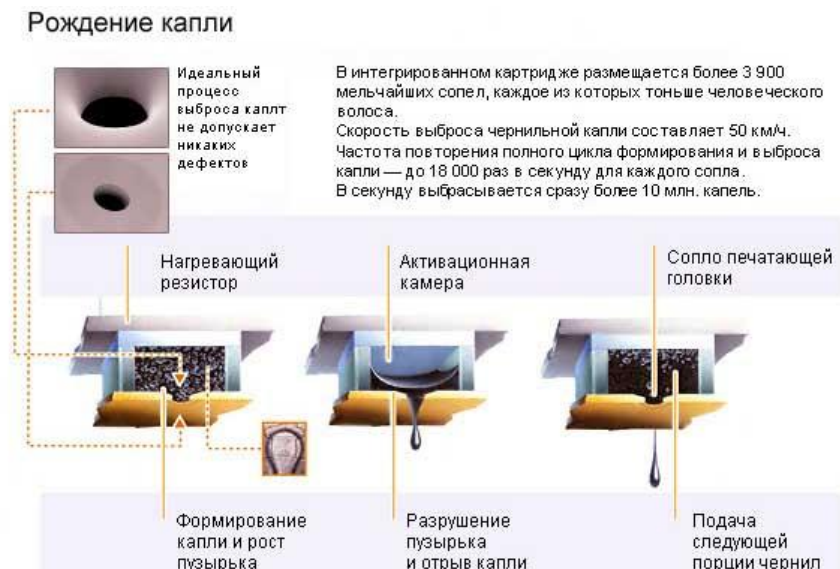 Рождение капли
Идеальный
процесс
выброса каплт
не допускает
никаких
дефектов
В интегрированном картридже размещается более 3 900
мельчайших сопел, каждое из которых тоньше человеческого
волоса.
Скорость выброса чернильной капли составляет 50 км/ч.
Частота повторения полного цикла формирования и выброса
капли — до 18 000 раз в секунду для каждого сопла.
В секунду выбрасывается сразу более 10 млн. капель.
Нагревающий
резистор
Активационная
камера
Сопло печатающей
головки
Формирование
капли и рост
пузырька
Разрушение
пузырька
и отрыв капли
Подача
следующей
порции чернил